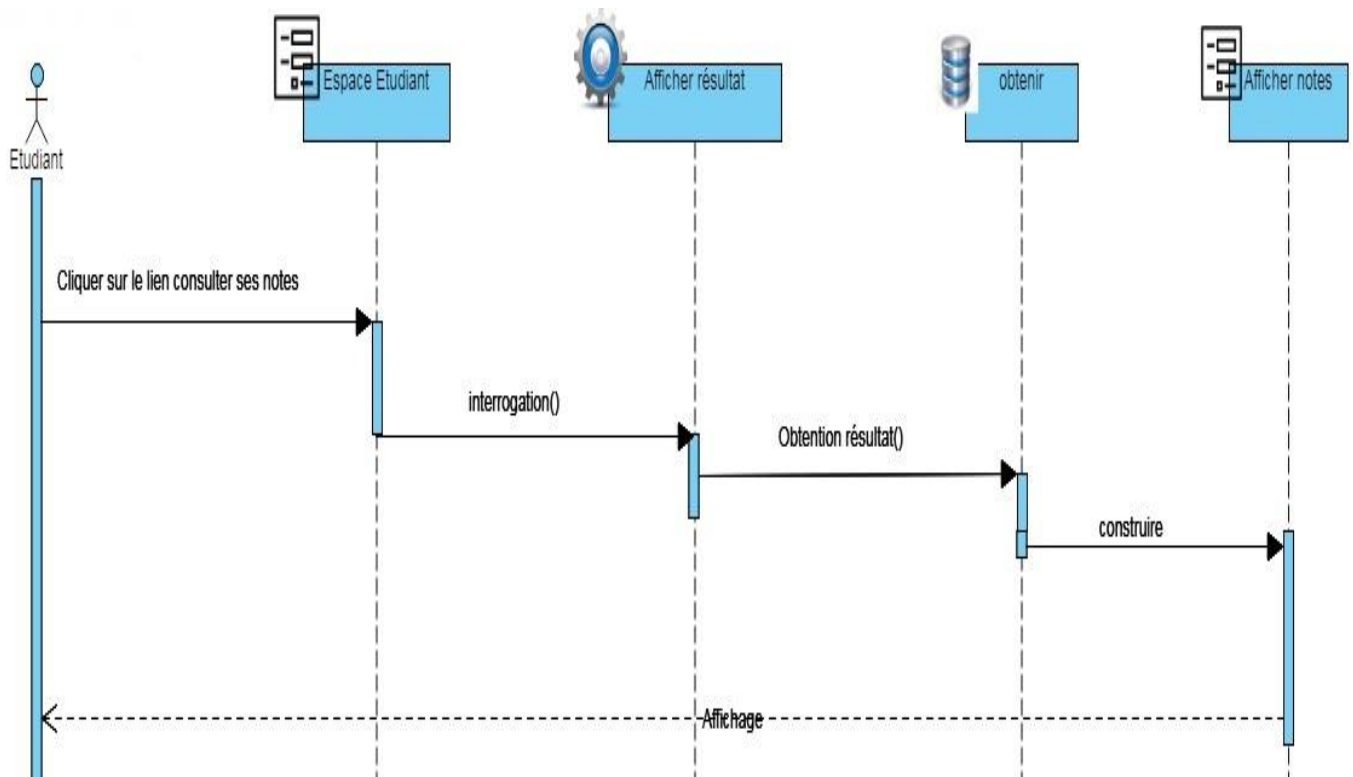 Espace Etudiant
Afficher résultat
obtenir
Afficher notes
Etudiant
Cliquer sur le lien consulter ses notes
interrogation()
Obtention résultat()
construire
Affichage